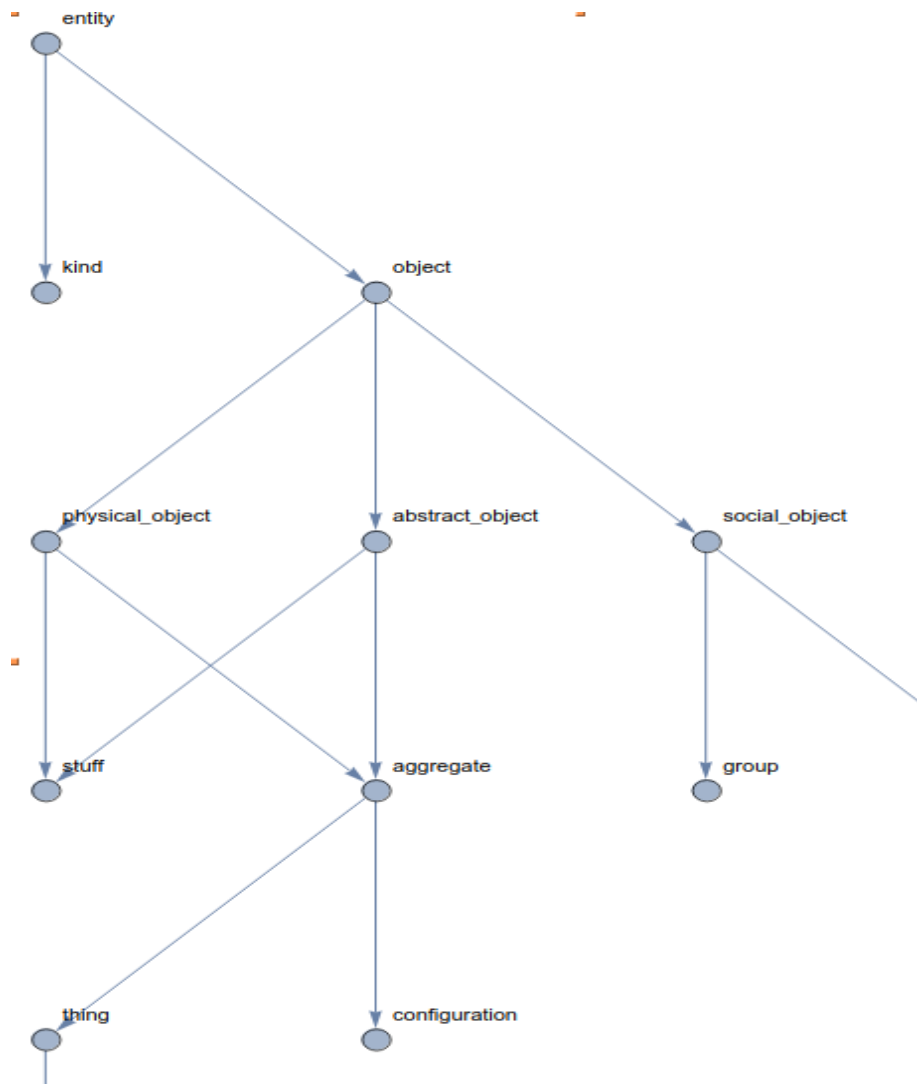 entity
kind
object
physical_object
abstract_object
social_object
stuff
aggregate
group
thing
configuration